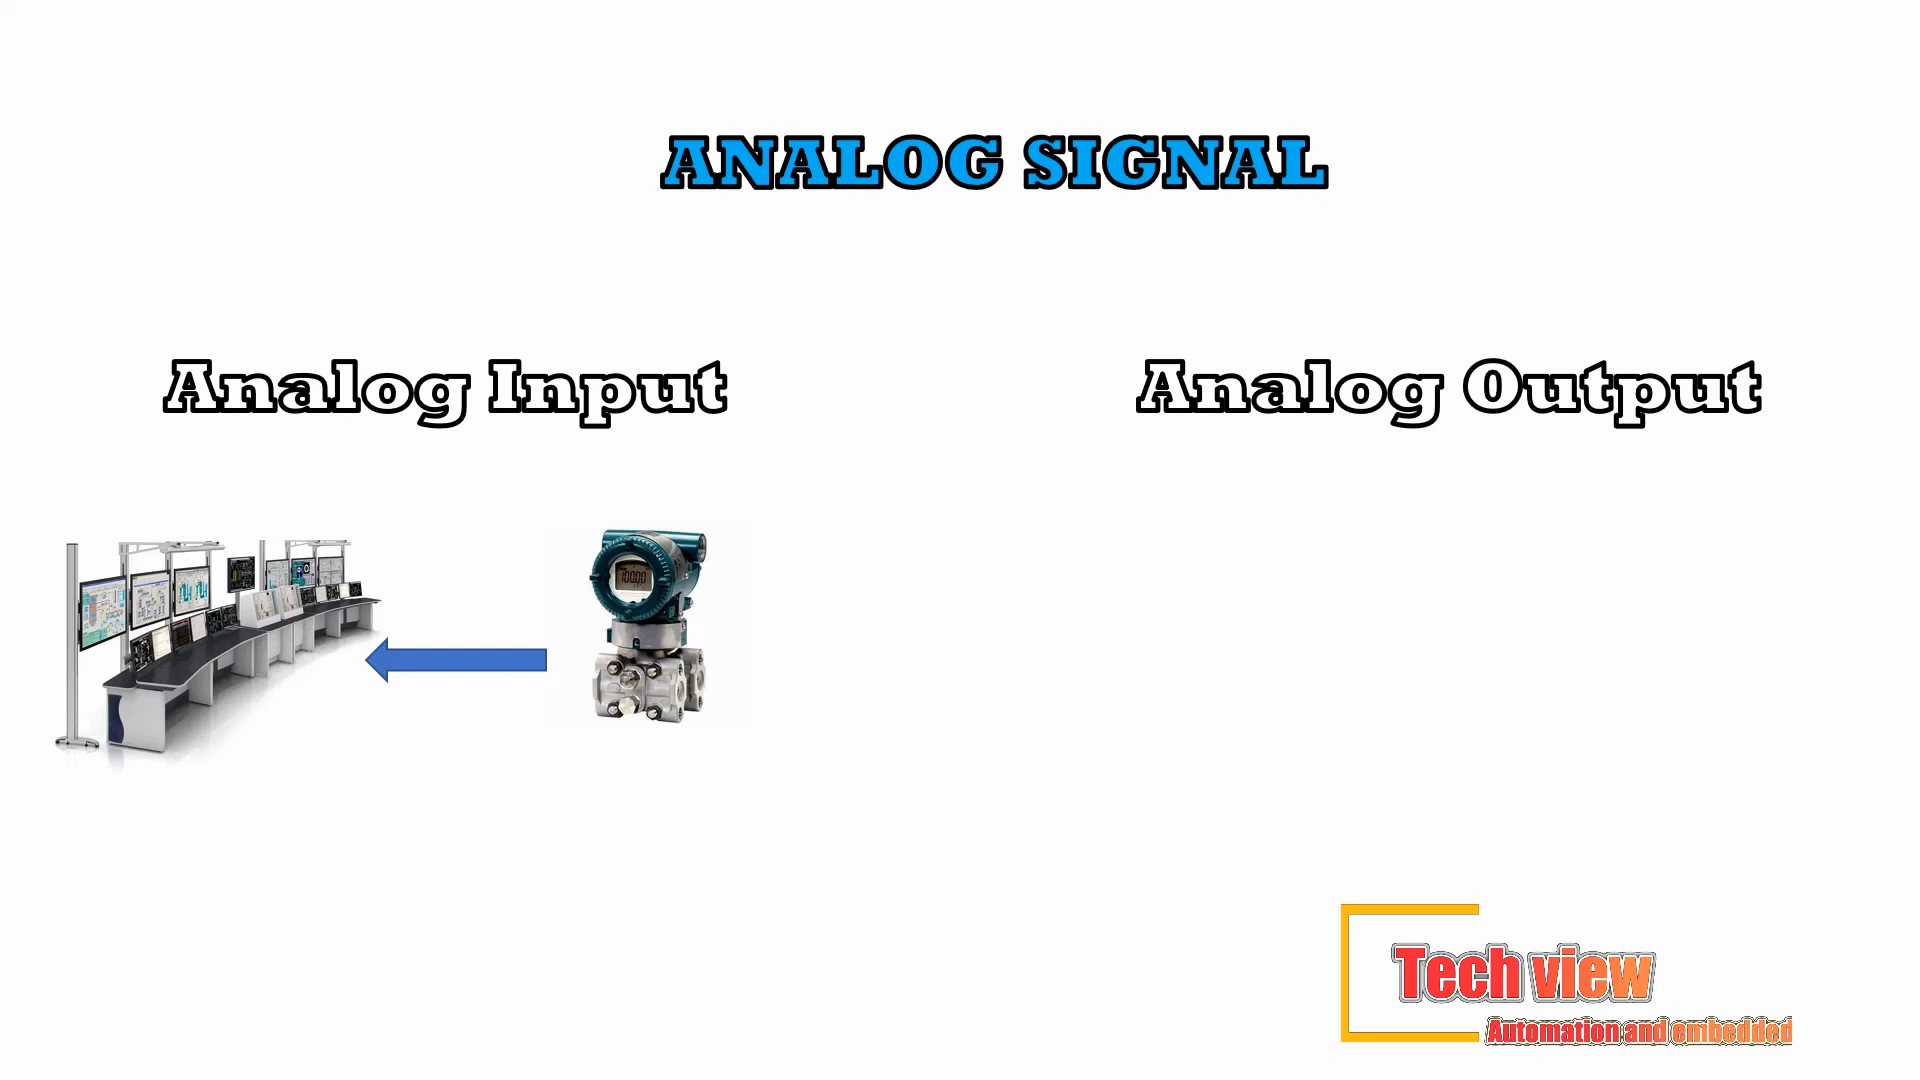 ANALOG SIGNAL
Analog Input
Analog Output
Tech view
Automation and embedded